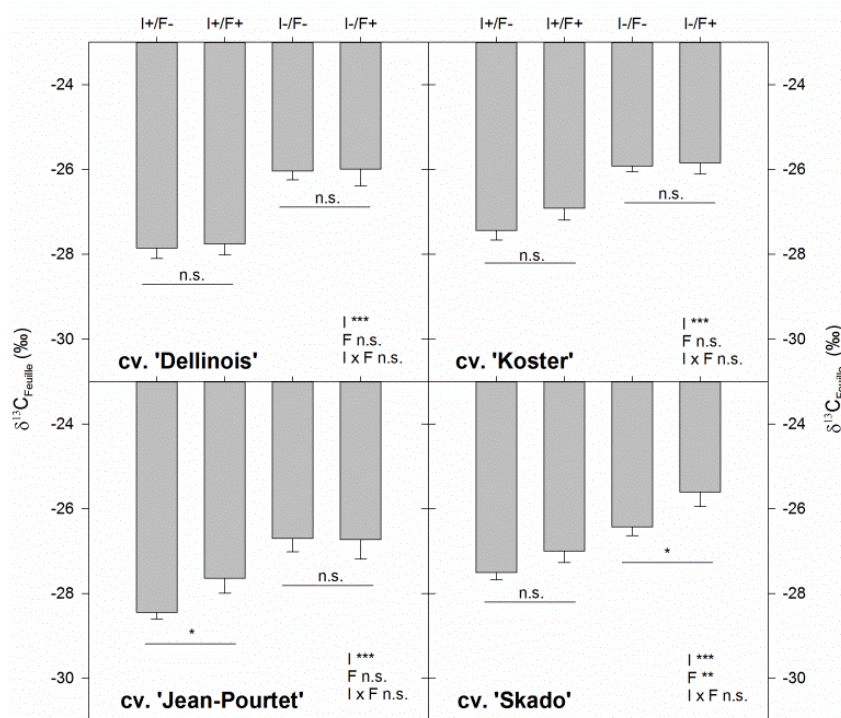 I+/F- I+/F+ I-/F- I-/F+ I+/F- I+/F+ I-/F- I-/F+
-24 -24
-26 -26
n.s. n.s.
-28 -28
n.s. n.s.
-30 -30
I ***
F n.s.
I x F n.s.
cv. 'Dellinois'
I ***
F n.s.
I x F n.s.
cv. 'Koster'
δ13CFeuille (‰) δ13CFeuille (‰)
-24 -24
-26 -26
n.s. *
-28 -28
* n.s.
-30 -30
I ***
F n.s.
I x F n.s.
cv. 'Jean-Pourtet'
I ***
F **
I x F n.s.
cv. 'Skado'